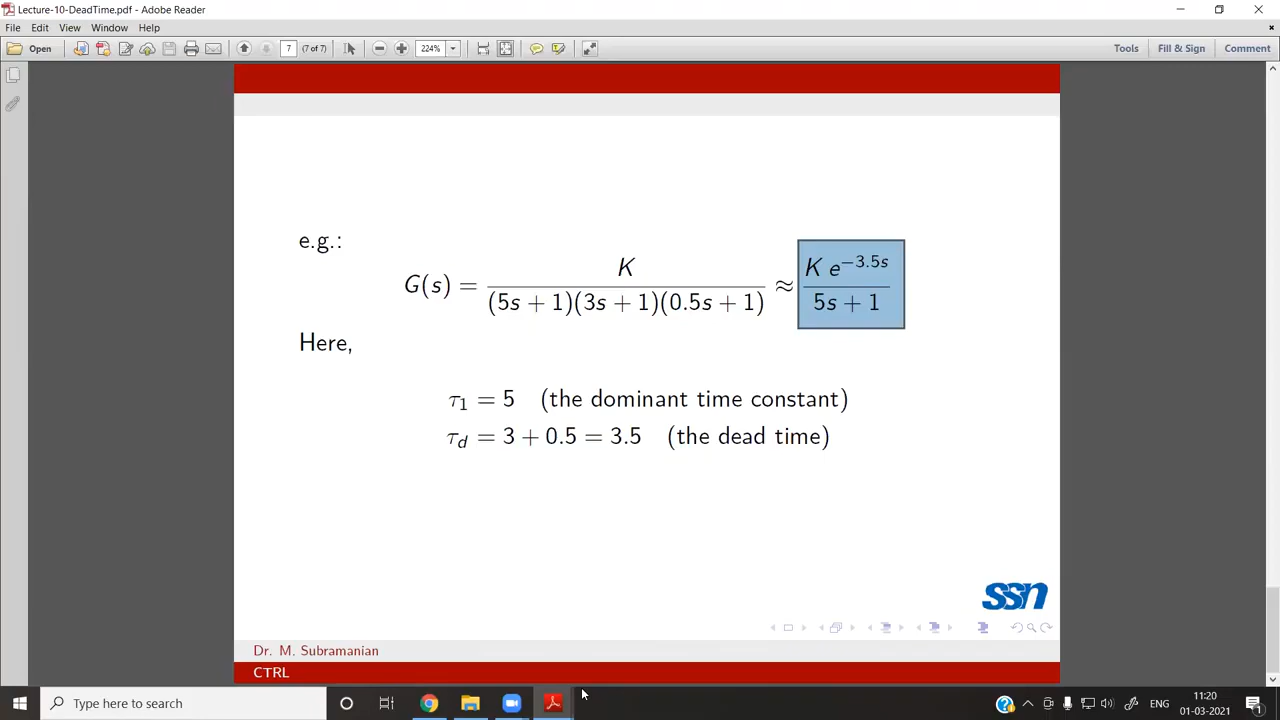 Lecture-10-DeadTime.pdf - Adobe Reader
File Edit View Window Help
Open 7 (7 of 7) 224% Tools Fill & Sign Comment
e.g.:
G(s) = K / (5s + 1)(3s + 1)(0.5s + 1) ≈ K e^{−3.5s} / 5s + 1
Here,
τ₁ = 5 (the dominant time constant)
τ_d = 3 + 0.5 = 3.5 (the dead time)
ssn
Dr. M. Subramanian
CTRL
Type here to search
ENG
11:20
01-03-2021
1